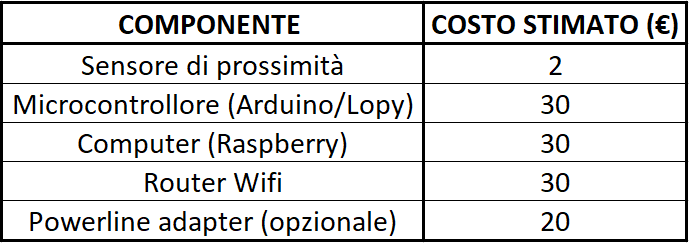 COMPONENTE COSTO STIMATO (€)
Sensore di prossimità 2
Microcontrollore (Arduino/Lopy) 30
Computer (Raspberry) 30
Router Wifi 30
Powerline adapter (opzionale) 20